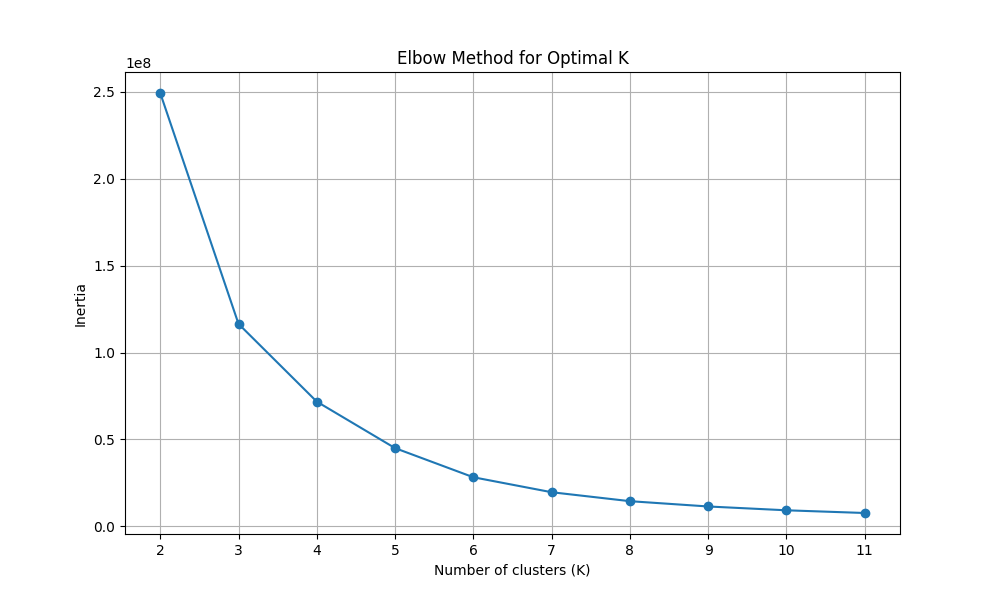 Elbow Method for Optimal K
1e8
2.5
2.0
1.5
1.0
0.5
0.0
Inertia
2 3 4 5 6 7 8 9 10 11
Number of clusters (K)